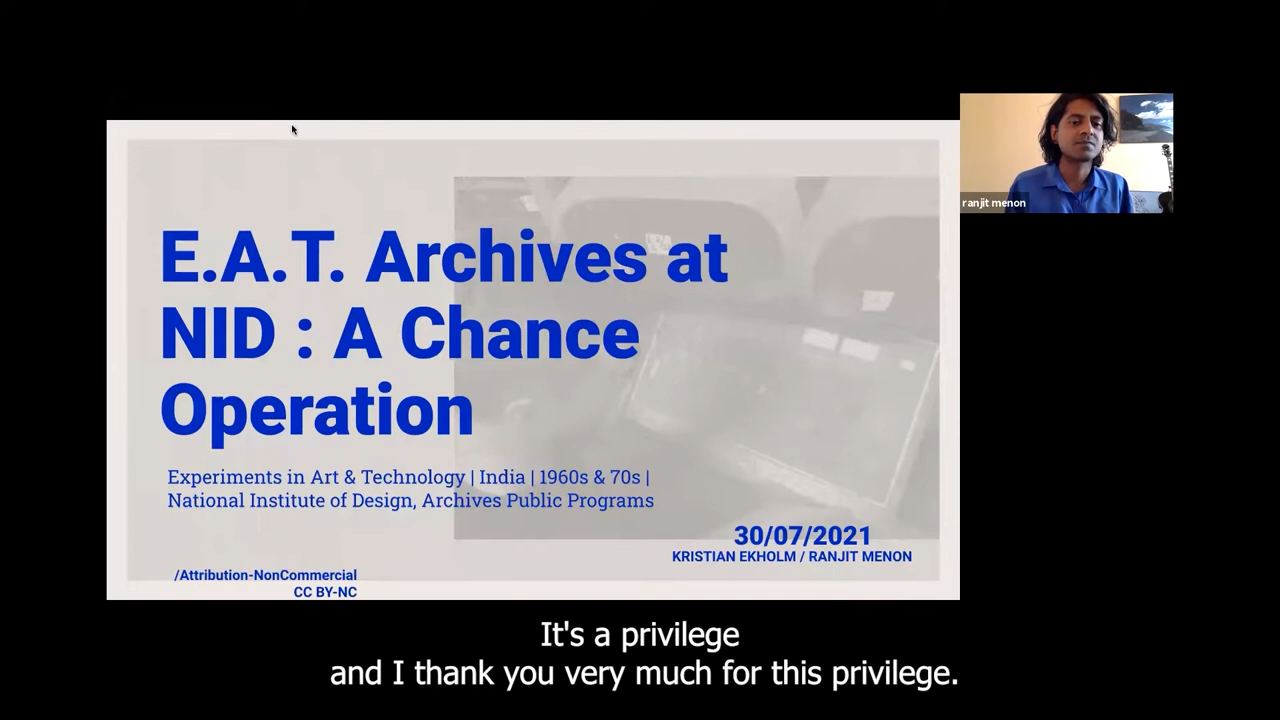 E.A.T. Archives at
NID : A Chance
Operation
Experiments in Art & Technology | India | 1960s & 70s |
National Institute of Design, Archives Public Programs
30/07/2021
KRISTIAN EKHOLM / RANJIT MENON
/Attribution-NonCommercial
CC BY-NC
ranjit menon
It's a privilege
and I thank you very much for this privilege.